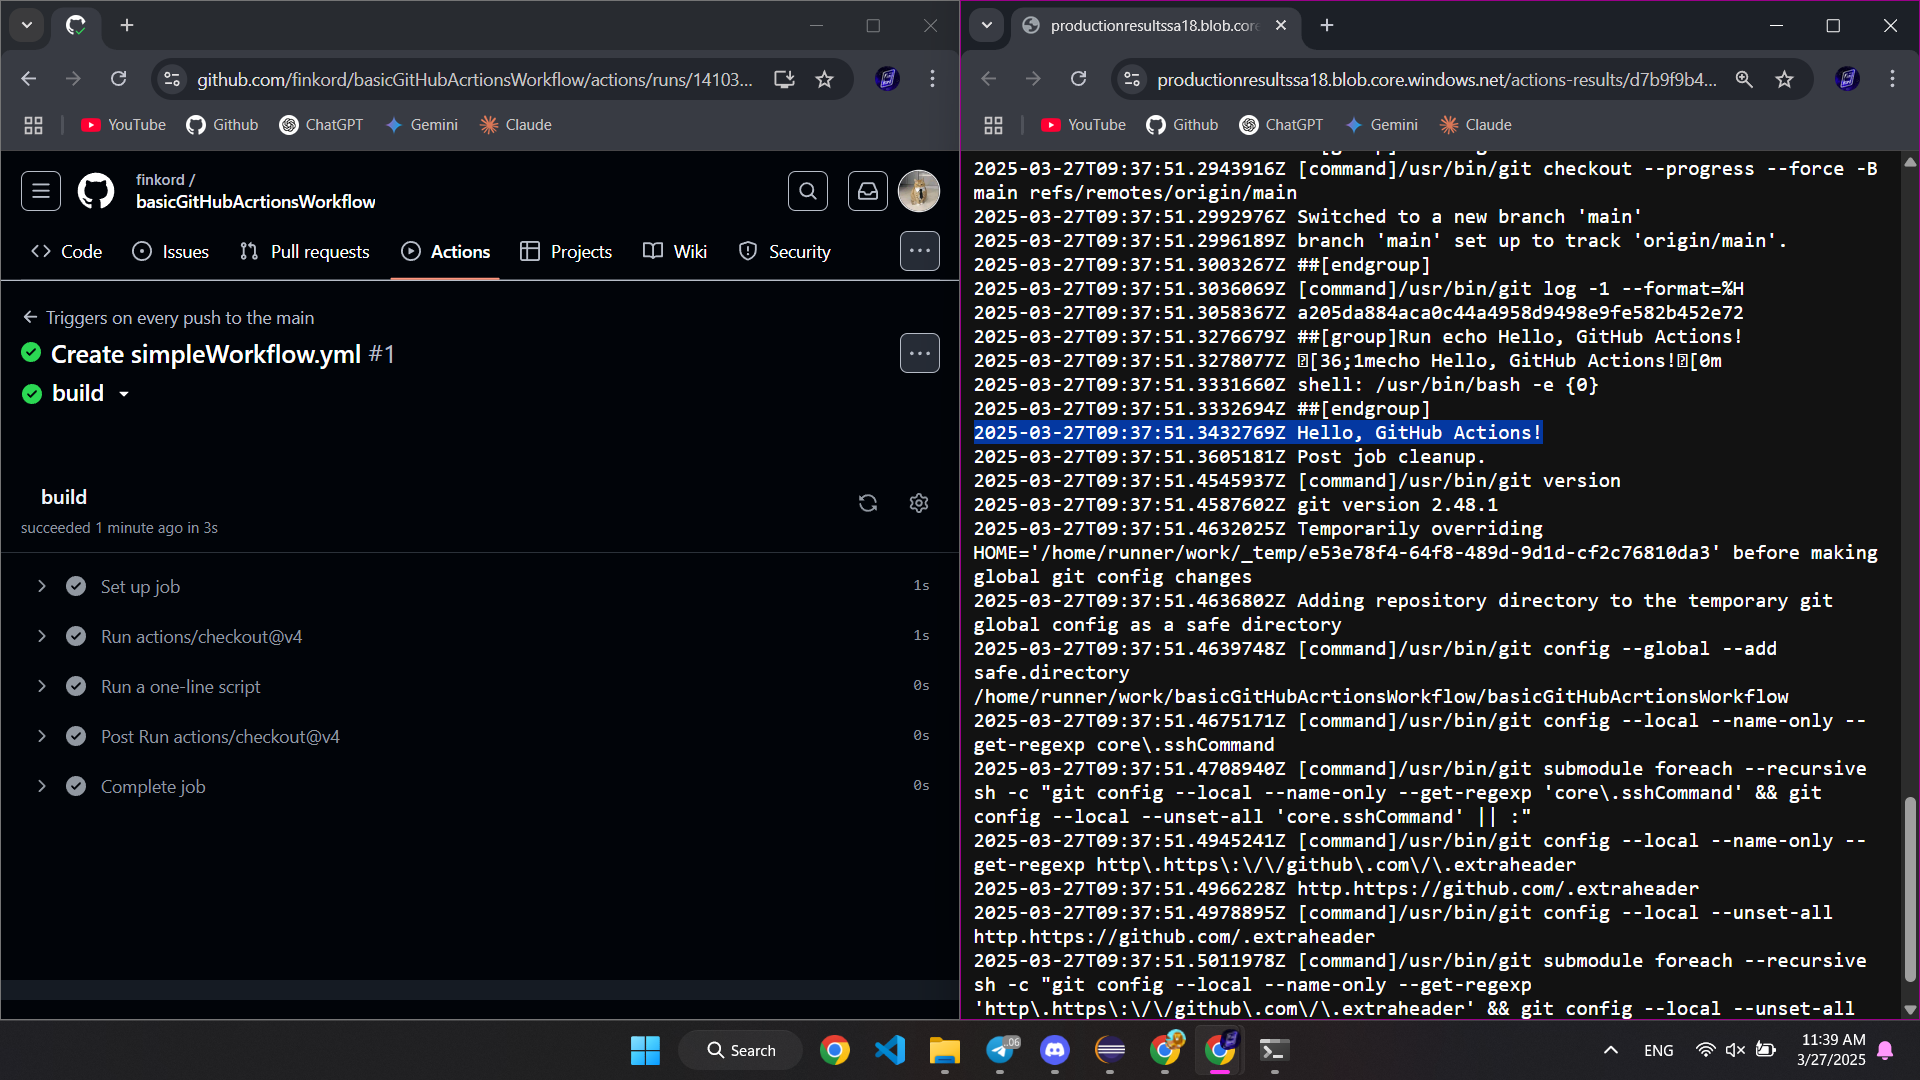 github.com/finkord/basicGitHubAcrtionsWorkflow/actions/runs/14103...
YouTube Github ChatGPT Gemini Claude
finkord /
basicGitHubAcrtionsWorkflow
Code Issues Pull requests Actions Projects Wiki Security
Triggers on every push to the main
Create simpleWorkflow.yml #1
build
build
succeeded 1 minute ago in 3s
Set up job 1s
Run actions/checkout@v4 1s
Run a one-line script 0s
Post Run actions/checkout@v4 0s
Complete job 0s
productionresultssa18.blob.core
productionresultssa18.blob.core.windows.net/actions-results/d7b9f9b4...
YouTube Github ChatGPT Gemini Claude
2025-03-27T09:37:51.2943916Z [command]/usr/bin/git checkout --progress --force -B
main refs/remotes/origin/main
2025-03-27T09:37:51.2992976Z Switched to a new branch 'main'
2025-03-27T09:37:51.2996189Z branch 'main' set up to track 'origin/main'.
2025-03-27T09:37:51.3003267Z ##[endgroup]
2025-03-27T09:37:51.3036069Z [command]/usr/bin/git log -1 --format=%H
2025-03-27T09:37:51.3058367Z a205da884aca0c44a4958d9498e9fe582b452e72
2025-03-27T09:37:51.3276679Z ##[group]Run echo Hello, GitHub Actions!
2025-03-27T09:37:51.3278077Z [36;1mecho Hello, GitHub Actions![0m
2025-03-27T09:37:51.3331660Z shell: /usr/bin/bash -e {0}
2025-03-27T09:37:51.3332694Z ##[endgroup]
2025-03-27T09:37:51.3432769Z Hello, GitHub Actions!
2025-03-27T09:37:51.3605181Z Post job cleanup.
2025-03-27T09:37:51.4545937Z [command]/usr/bin/git version
2025-03-27T09:37:51.4587602Z git version 2.48.1
2025-03-27T09:37:51.4632025Z Temporarily overriding
HOME='/home/runner/work/_temp/e53e78f4-64f8-489d-9d1d-cf2c76810da3' before making
global git config changes
2025-03-27T09:37:51.4636802Z Adding repository directory to the temporary git
global config as a safe directory
2025-03-27T09:37:51.4639748Z [command]/usr/bin/git config --global --add
safe.directory
/home/runner/work/basicGitHubAcrtionsWorkflow/basicGitHubAcrtionsWorkflow
2025-03-27T09:37:51.4675171Z [command]/usr/bin/git config --local --name-only --
get-regexp core\.sshCommand
2025-03-27T09:37:51.4708940Z [command]/usr/bin/git submodule foreach --recursive
sh -c "git config --local --name-only --get-regexp 'core\.sshCommand' && git
config --local --unset-all 'core.sshCommand' || :"
2025-03-27T09:37:51.4945241Z [command]/usr/bin/git config --local --name-only --
get-regexp http\.https\:\/\/github\.com\/\.extraheader
2025-03-27T09:37:51.4966228Z http.https://github.com/.extraheader
2025-03-27T09:37:51.4978895Z [command]/usr/bin/git config --local --unset-all
http.https://github.com/.extraheader
2025-03-27T09:37:51.5011978Z [command]/usr/bin/git submodule foreach --recursive
sh -c "git config --local --name-only --get-regexp
'http\.https\:\/\/github\.com\/\.extraheader' && git config --local --unset-all
Search
.06
ENG
11:39 AM
3/27/2025